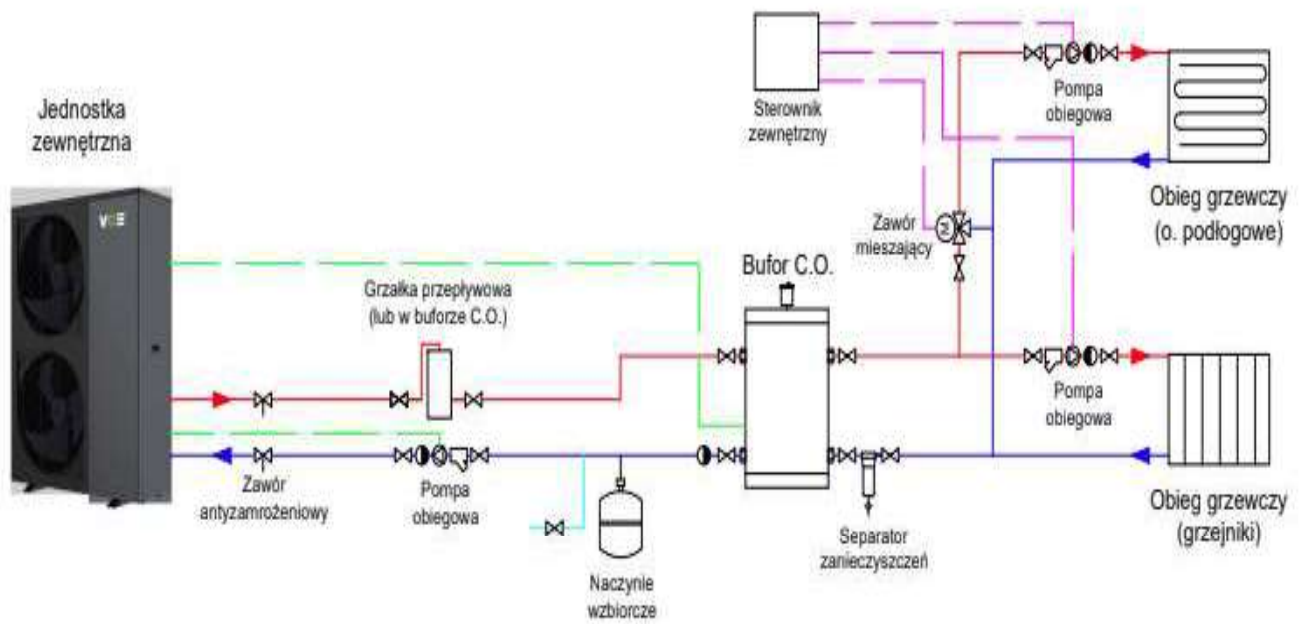 Jednostka
zewnętrzna
Grzałka przepływowa
(lub w buforze C.O.)
Zawór
antyzamrożeniowy
Pompa
obiegowa
Naczynie
wzbiorcze
Bufor C.O.
Separator
zanieczyszczeń
Sterownik
zewnętrzny
Zawór
mieszający
M
Pompa
obiegowa
Obieg grzewczy
(o. podłogowe)
Pompa
obiegowa
Obieg grzewczy
(grzejniki)